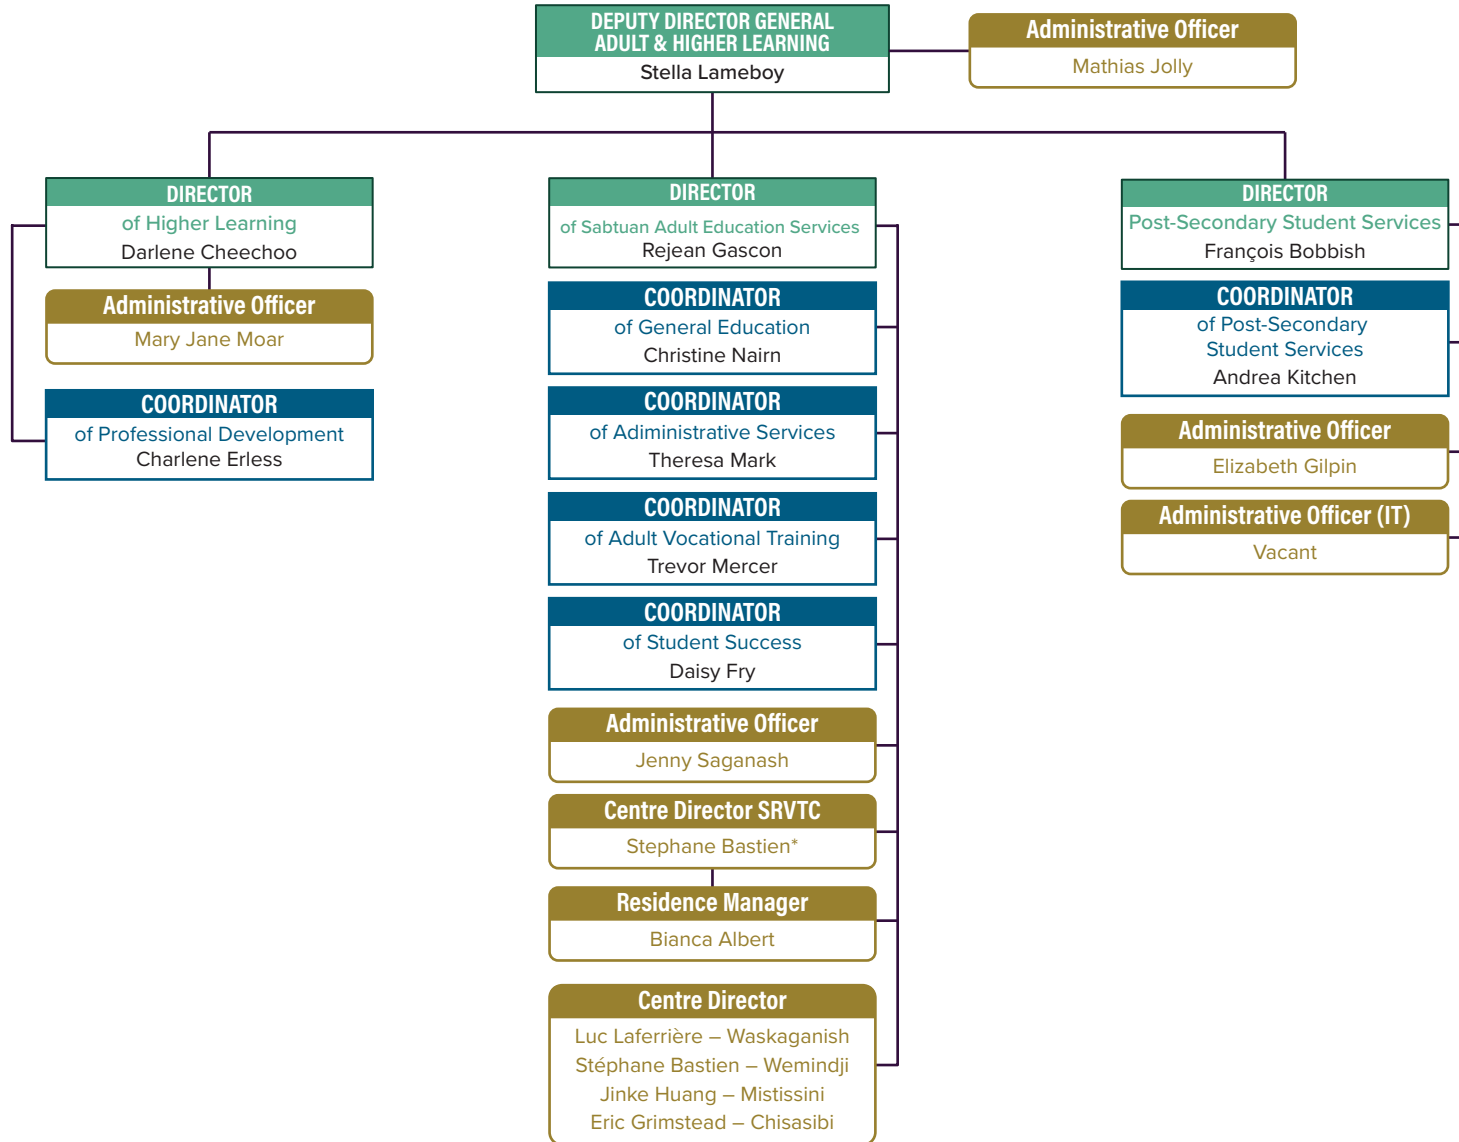 DEPUTY DIRECTOR GENERAL
ADULT & HIGHER LEARNING
Stella Lameboy
Administrative Officer
Mathias Jolly
DIRECTOR
of Higher Learning
Darlene Cheechoo
Administrative Officer
Mary Jane Moar
COORDINATOR
of Professional Development
Charlene Erless
DIRECTOR
of Sabtuan Adult Education Services
Rejean Gascon
COORDINATOR
of General Education
Christine Nairn
COORDINATOR
of Adiministrative Services
Theresa Mark
COORDINATOR
of Adult Vocational Training
Trevor Mercer
COORDINATOR
of Student Success
Daisy Fry
Administrative Officer
Jenny Saganash
Centre Director SRVTC
Stephane Bastien*
Residence Manager
Bianca Albert
Centre Director
Luc Laferrière – Waskaganish
Stéphane Bastien – Wemindji
Jinke Huang – Mistissini
Eric Grimstead – Chisasibi
DIRECTOR
Post-Secondary Student Services
François Bobbish
COORDINATOR
of Post-Secondary
Student Services
Andrea Kitchen
Administrative Officer
Elizabeth Gilpin
Administrative Officer (IT)
Vacant